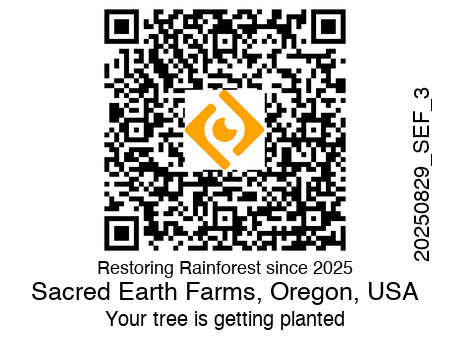 Restoring Rainforest since 2025
Sacred Earth Farms, Oregon, USA
Your tree is getting planted
20250829_SEF_3